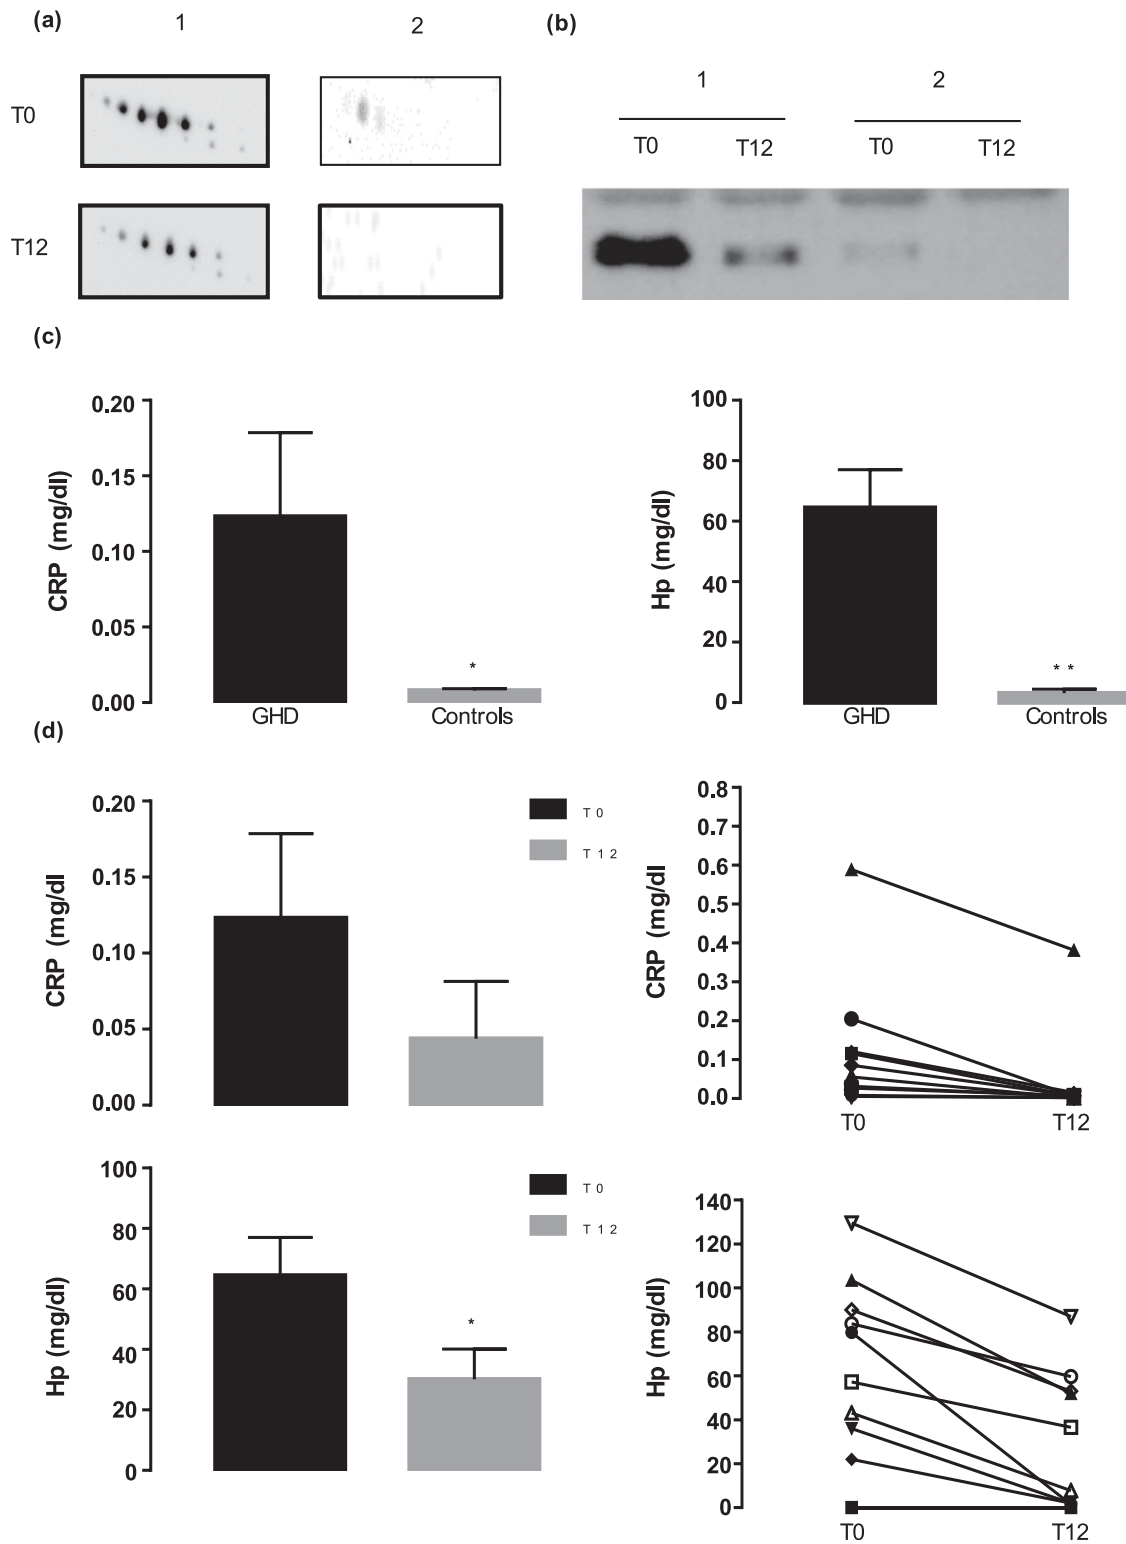 (a) 1 2
T0
T12
(b) 1 2
T0 T12 T0 T12
(c)
CRP (mg/dl)
0.20
0.15
0.10
0.05
0.00
GHD Controls
*
Hp (mg/dl)
100
80
60
40
20
0
GHD Controls
* *
(d)
CRP (mg/dl
0.20
0.15
0.10
0.05
0.00
T 0
T 12
CRP (mg/dl
0.8
0.7
0.6
0.5
0.4
0.3
0.2
0.1
0.0
T0 T12
Hp (mg/dl)
100
80
60
40
20
0
T 0
T 12
*
Hp (mg/dl)
140
120
100
80
60
40
20
0
T0 T12